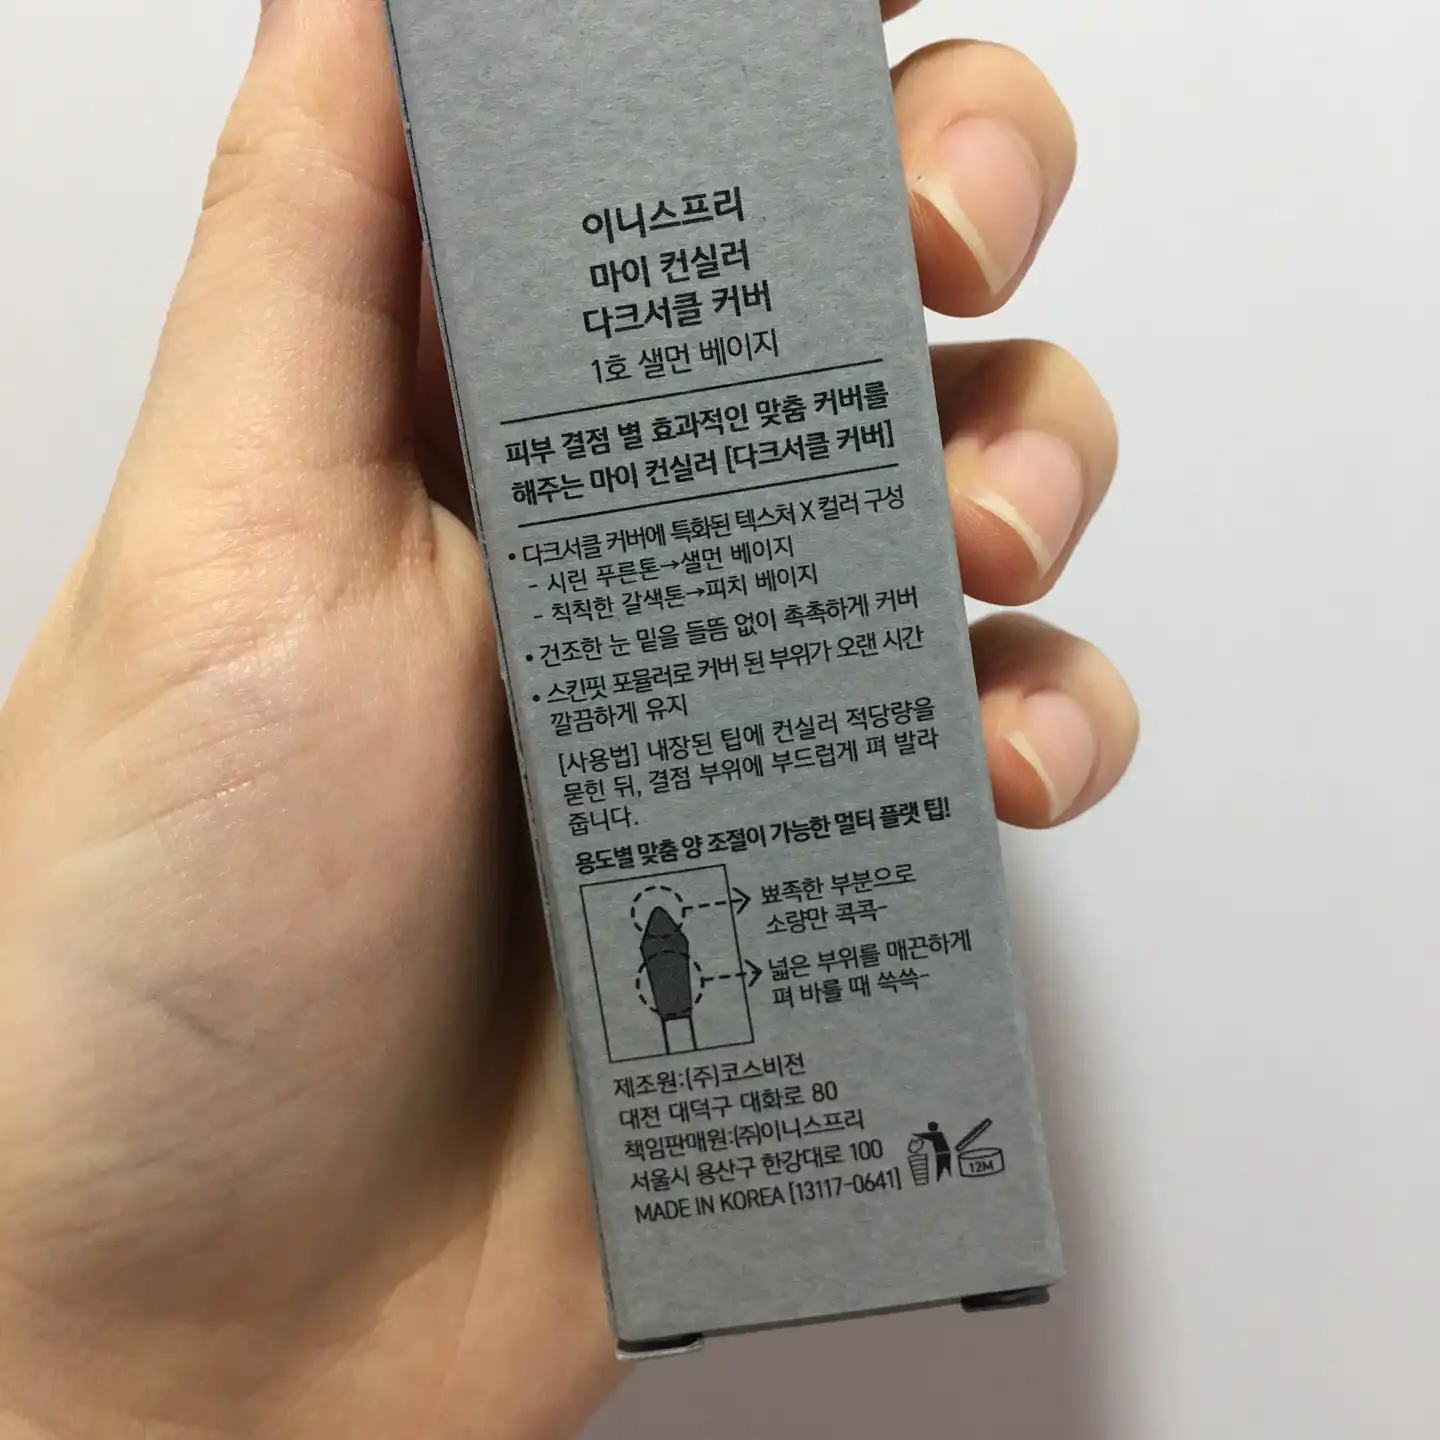 이니스프리
마이 컨실러
다크서클 커버
1호 샐먼 베이지
피부 결점 별 효과적인 맞춤 커버를
해주는 마이 컨실러 [다크서클 커버]
• 다크서클 커버에 특화된 텍스처 X 컬러 구성
- 시린 푸른톤→샐먼 베이지
- 칙칙한 갈색톤→피치 베이지
• 건조한 눈 밑을 들뜸 없이 촉촉하게 커버
• 스킨핏 포뮬러로 커버 된 부위가 오랜 시간
깔끔하게 유지
[사용법] 내장된 팁에 컨실러 적당량을
묻힌 뒤, 결점 부위에 부드럽게 펴 발라
줍니다.
용도별 맞춤 양 조절이 가능한 멀티 플랫 팁!
뾰족한 부분으로
소량만 콕콕-
넓은 부위를 매끈하게
펴 바를 때 쓱쓱-
제조원:(주)코스비전
대전 대덕구 대화로 80
책임판매원:(주)이니스프리
서울시 용산구 한강대로 100
MADE IN KOREA [13117-0641]
12M